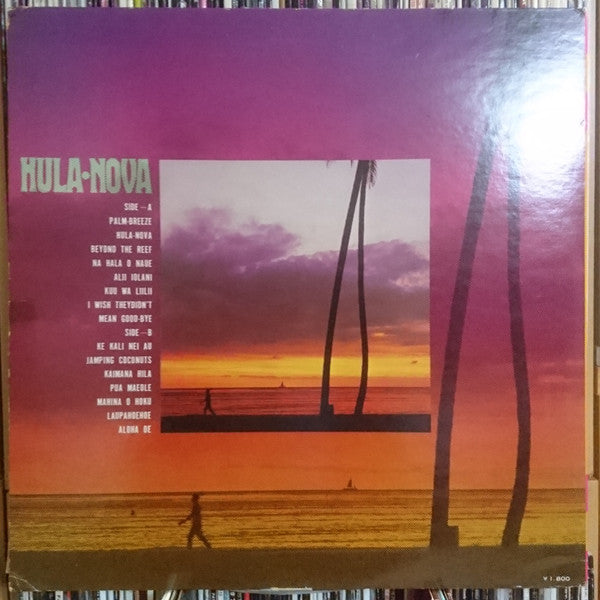 HULA-NOVA
SIDE-A
PALM-BREEZE
HULA-NOVA
BEYOND THE REEF
NA HALA O NAUE
ALII IOLANI
KUU WA LIILII
I WISH THEYDIDN'T
MEAN GOOD-BYE
SIDE-B
KE KALI NEI AU
JAMPING COCONUTS
KAIMANA HILA
PUA MAEOLE
MAHINA O HOKU
LAUPAHOEHOE
ALOHA OE
¥1,800